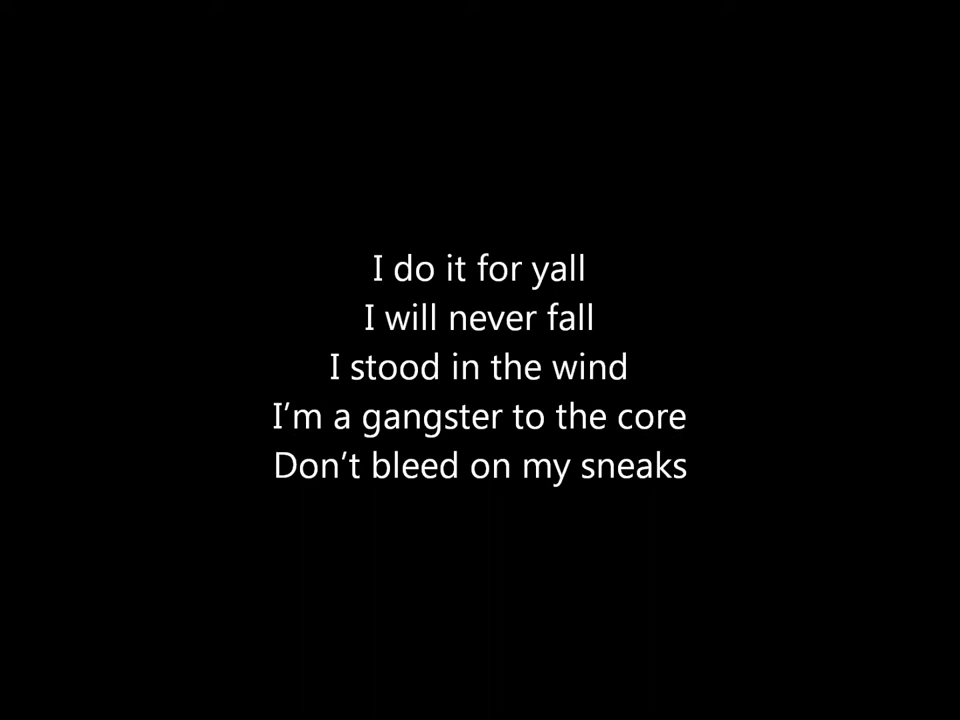 I do it for yall
I will never fall
I stood in the wind
I’m a gangster to the core
Don’t bleed on my sneaks